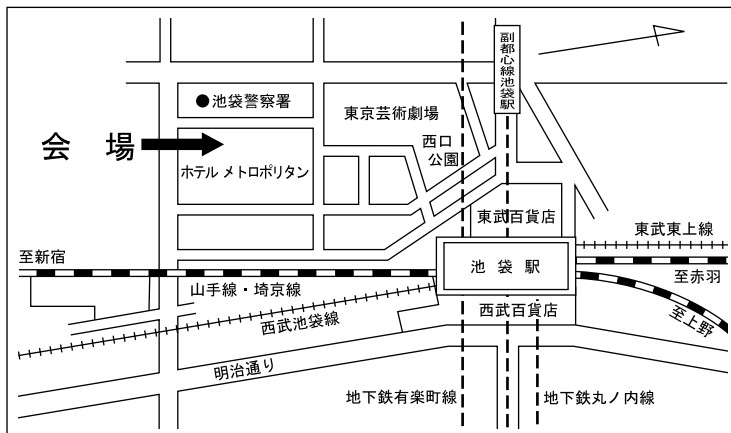 副都心線池袋駅
●池袋警察署
東京芸術劇場
西口
公園
会場
ホテル メトロポリタン
東武百貨店
東武東上線
至新宿
池袋駅
至赤羽
山手線・埼京線
西武百貨店
至上野
西武池袋線
明治通り
地下鉄有楽町線
地下鉄丸ノ内線